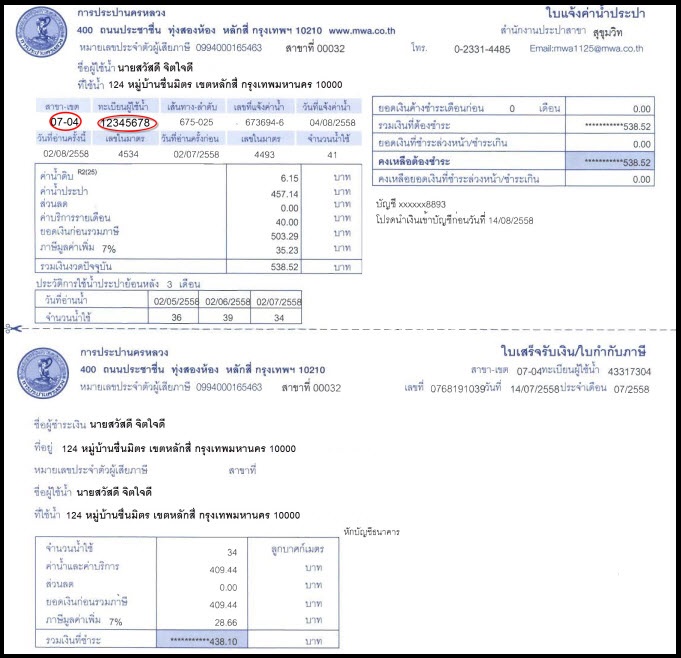 การประปานครหลวง
ใบแจ้งค่าน้ำประปา
400 ถนนประชาชื่น ทุ่งสองห้อง หลักสี่ กรุงเทพฯ 10210 www.mwa.co.th
สำนักงานประปาสาขา สุขุมวิท
หมายเลขประจำตัวผู้เสียภาษี 0994000165463 สาขาที่ 00032
โทร. 0-2331-4485 Email:mwa1125@mwa.co.th
ชื่อผู้ใช้น้ำ นายสวัสดี จิตใจดี
ที่ใช้น้ำ 124 หมู่บ้านชื่นมิตร เขตหลักสี่ กรุงเทพมหานคร 10000
สาขา-เขต ทะเบียนผู้ใช้น้ำ เส้นทาง-ลำดับ เลขที่แจ้งค่าน้ำ วันที่แจ้งค่าน้ำ
07-04 12345678 675-025 673694-6 04/08/2558
วันที่อ่านครั้งนี้ เลขในมาตร วันที่อ่านครั้งก่อน เลขในมาตร จำนวนน้ำใช้
02/08/2558 4534 02/07/2558 4493 41
ค่าน้ำดิบ R2(25) 6.15 บาท
ค่าน้ำประปา 457.14 บาท
ส่วนลด 0.00 บาท
ค่าบริการรายเดือน 40.00 บาท
ยอดเงินก่อนรวมภาษี 503.29 บาท
ภาษีมูลค่าเพิ่ม 7% 35.23 บาท
รวมเงินงวดปัจจุบัน 538.52 บาท
ยอดเงินค้างชำระเดือนก่อน 0 เดือน 0.00
รวมเงินที่ต้องชำระ ***********538.52
ยอดเงินที่ชำระล่วงหน้า/ชำระเกิน 0.00
คงเหลือต้องชำระ ***********538.52
คงเหลือยอดเงินที่ชำระล่วงหน้า/ชำระเกิน 0.00
บัญชี xxxxxx8893
โปรดนำเงินเข้าบัญชีก่อนวันที่ 14/08/2558
ประวัติการใช้น้ำประปาย้อนหลัง 3 เดือน
วันที่อ่านน้ำ 02/05/2558 02/06/2558 02/07/2558
จำนวนน้ำใช้ 36 39 34
การประปานครหลวง
ใบเสร็จรับเงิน/ใบกำกับภาษี
400 ถนนประชาชื่น ทุ่งสองห้อง หลักสี่ กรุงเทพฯ 10210
สาขา-เขต 07-04ทะเบียนผู้ใช้น้ำ 43317304
หมายเลขประจำตัวผู้เสียภาษี 0994000165463 สาขาที่ 00032
เลขที่ 0768191039วันที่ 14/07/2558ประจำเดือน 07/2558
ชื่อผู้ชำระเงิน นายสวัสดี จิตใจดี
ที่อยู่ 124 หมู่บ้านชื่นมิตร เขตหลักสี่ กรุงเทพมหานคร 10000
หมายเลขประจำตัวผู้เสียภาษี สาขาที่
ชื่อผู้ใช้น้ำ นายสวัสดี จิตใจดี
ที่ใช้น้ำ 124 หมู่บ้านชื่นมิตร เขตหลักสี่ กรุงเทพมหานคร 10000
หักบัญชีธนาคาร
จำนวนน้ำใช้ 34 ลูกบาศก์เมตร
ค่าน้ำและค่าบริการ 409.44 บาท
ส่วนลด 0.00 บาท
ยอดเงินก่อนรวมภาษี 409.44 บาท
ภาษีมูลค่าเพิ่ม 7% 28.66 บาท
รวมเงินที่ชำระ ***********438.10 บาท